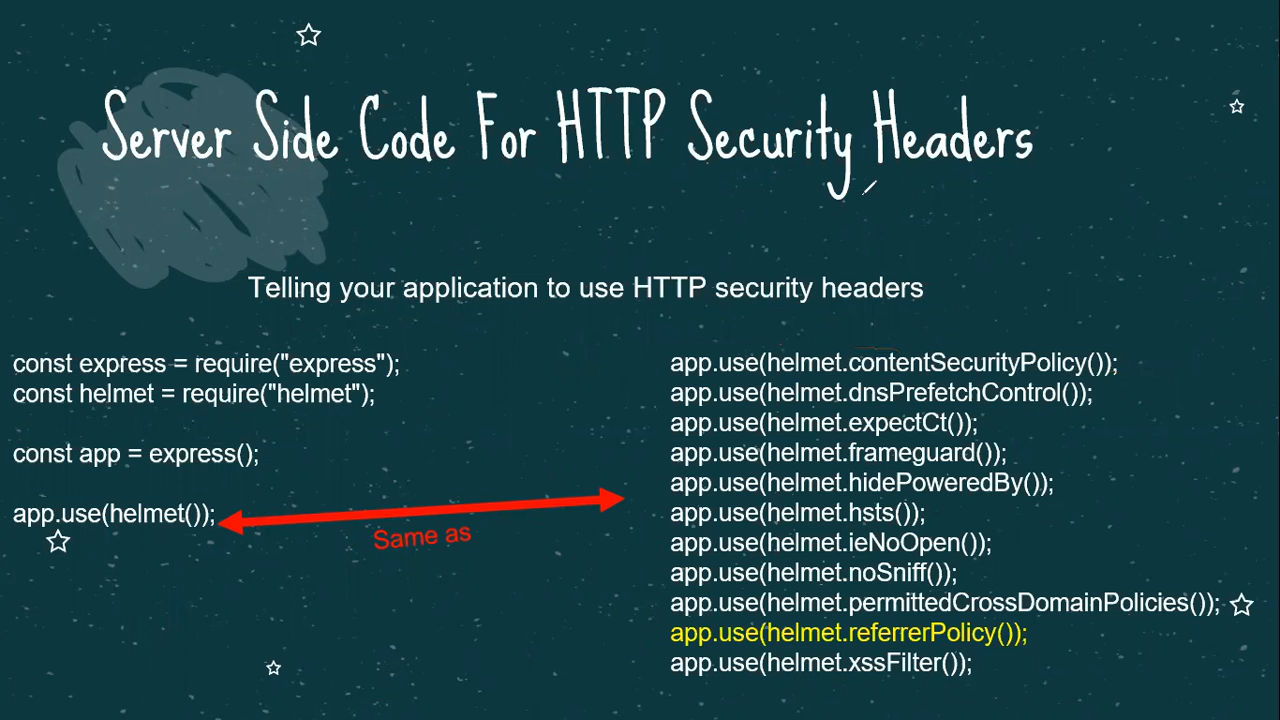 Server Side Code For HTTP Security Headers
Telling your application to use HTTP security headers
const express = require("express");
const helmet = require("helmet");
const app = express();
app.use(helmet());
Same as
app.use(helmet.contentSecurityPolicy());
app.use(helmet.dnsPrefetchControl());
app.use(helmet.expectCt());
app.use(helmet.frameguard());
app.use(helmet.hidePoweredBy());
app.use(helmet.hsts());
app.use(helmet.ieNoOpen());
app.use(helmet.noSniff());
app.use(helmet.permittedCrossDomainPolicies());
app.use(helmet.referrerPolicy());
app.use(helmet.xssFilter());